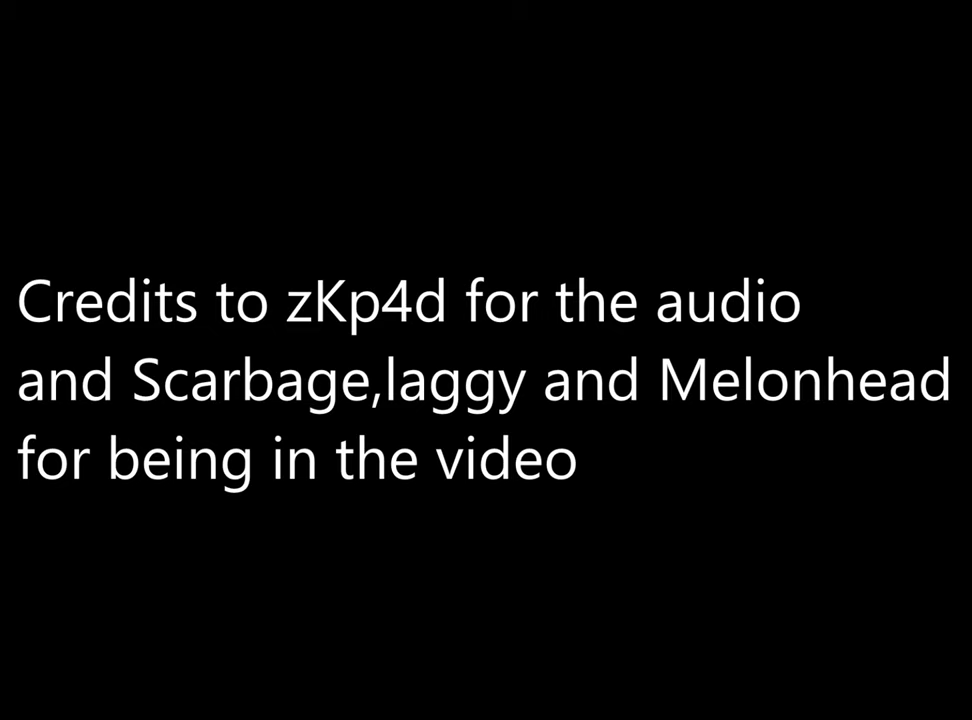 Credits to zKp4d for the audio
and Scarbage,laggy and Melonhead
for being in the video